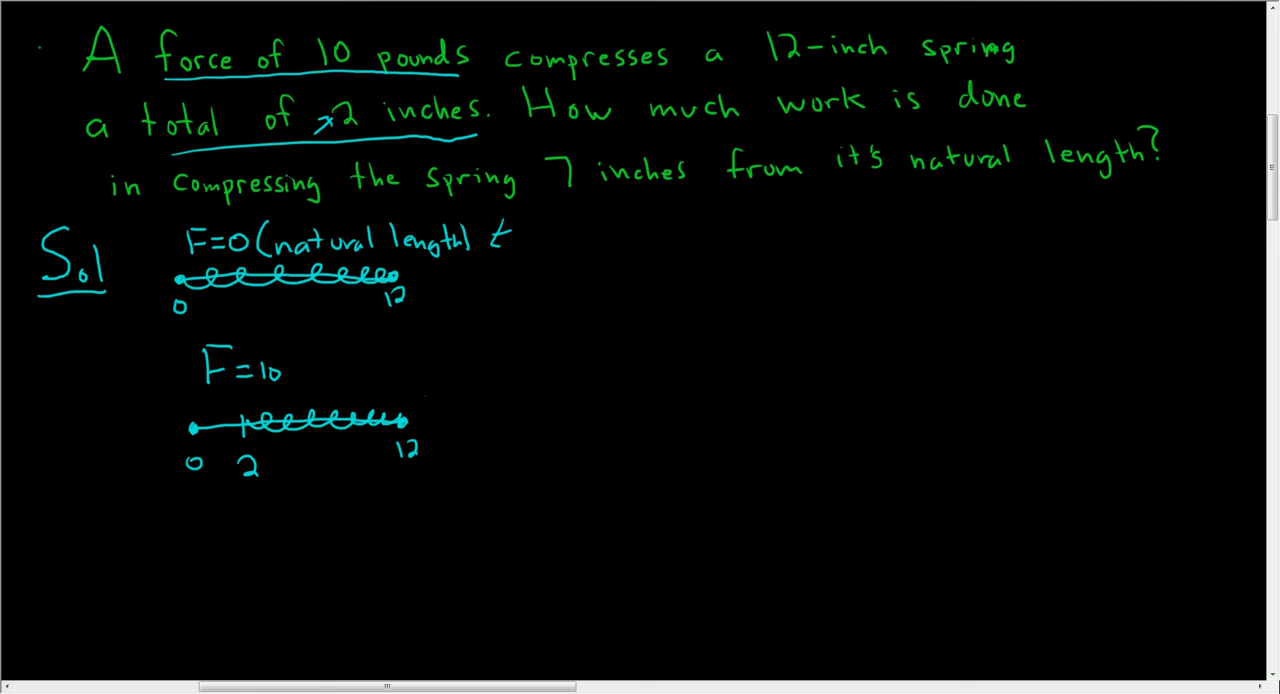 A force of 10 pounds compresses a 12-inch spring
a total of 2 inches. How much work is done
in compressing the spring 7 inches from it's natural length?
Sol
F=0 (natural length) t
0 12
F=10
0 2 12